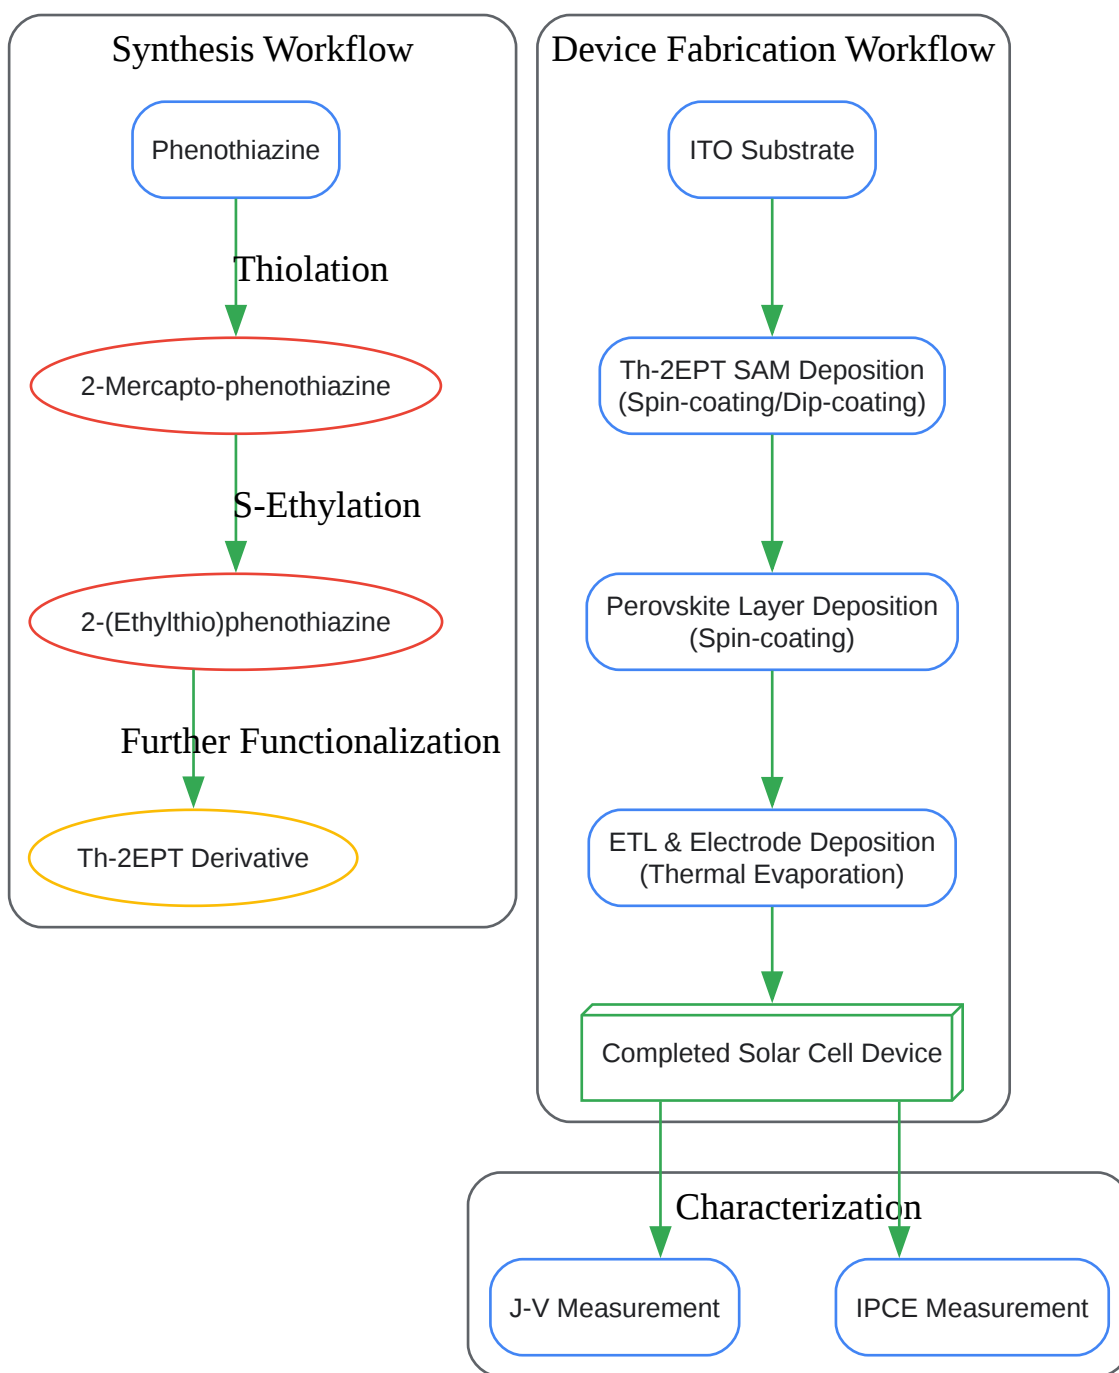 Synthesis Workflow
Phenothiazine
Thiolation
2-Mercapto-phenothiazine
S-Ethylation
2-(Ethylthio)phenothiazine
Further Functionalization
Th-2EPT Derivative
Device Fabrication Workflow
ITO Substrate
Th-2EPT SAM Deposition
(Spin-coating/Dip-coating)
Perovskite Layer Deposition
(Spin-coating)
ETL & Electrode Deposition
(Thermal Evaporation)
Completed Solar Cell Device
Characterization
J-V Measurement
IPCE Measurement